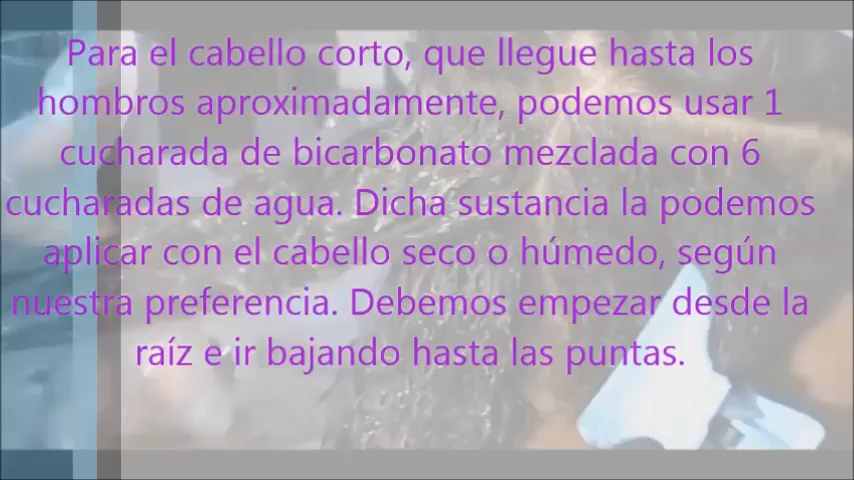 Para el cabello corto, que llegue hasta los
hombros aproximadamente, podemos usar 1
cucharada de bicarbonato mezclada con 6
cucharadas de agua. Dicha sustancia la podemos
aplicar con el cabello seco o húmedo, según
nuestra preferencia. Debemos empezar desde la
raíz e ir bajando hasta las puntas.